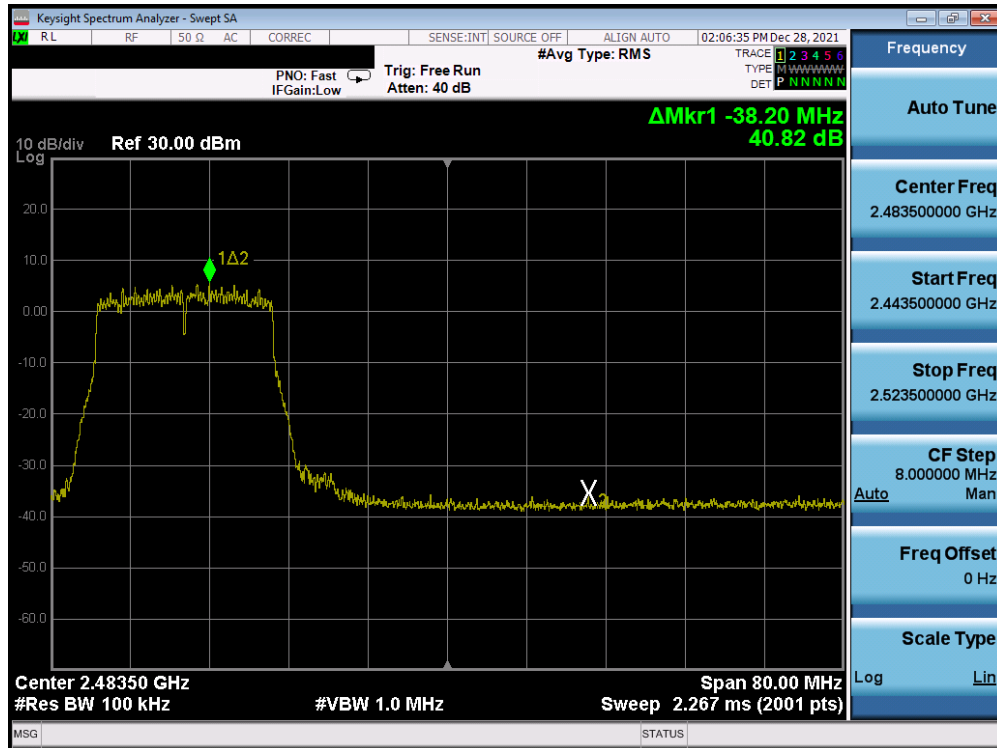 Keysight Spectrum Analyzer - Swept SA
LXI RL RF 50 Ω AC CORREC SENSE:INT SOURCE OFF ALIGN AUTO 02:06:35 PM Dec 28, 2021
#Avg Type: RMS
TRACE 1 2 3 4 5 6
TYPE M WWWWW
DET P N N N N N
PNO: Fast
IFGain:Low
Trig: Free Run
Atten: 40 dB
ΔMkr1 -38.20 MHz
40.82 dB
10 dB/div Ref 30.00 dBm
Log
20.0
10.0
0.00
-10.0
-20.0
-30.0
-40.0
-50.0
-60.0
1Δ2
X2
Center 2.48350 GHz
Span 80.00 MHz
#Res BW 100 kHz
#VBW 1.0 MHz
Sweep 2.267 ms (2001 pts)
MSG
STATUS
Frequency
Auto Tune
Center Freq
2.483500000 GHz
Start Freq
2.443500000 GHz
Stop Freq
2.523500000 GHz
CF Step
8.000000 MHz
Auto Man
Freq Offset
0 Hz
Scale Type
Log Lin